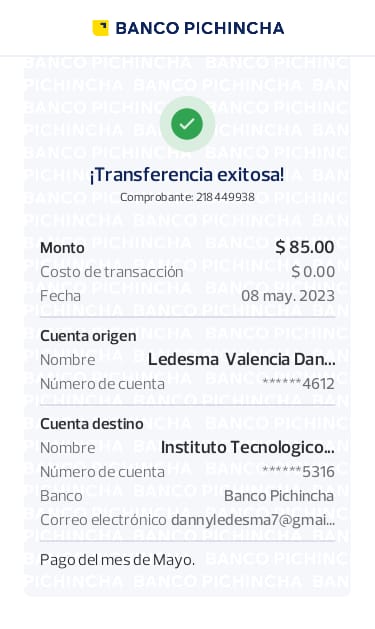 BANCO PICHINCHA
¡Transferencia exitosa!
Comprobante: 218449938
Monto $ 85.00
Costo de transacción $ 0.00
Fecha 08 may. 2023
Cuenta origen
Nombre Ledesma Valencia Dan...
Número de cuenta ******4612
Cuenta destino
Nombre Instituto Tecnologico...
Número de cuenta ******5316
Banco Banco Pichincha
Correo electrónico dannyledesma7@gmai...
Pago del mes de Mayo.